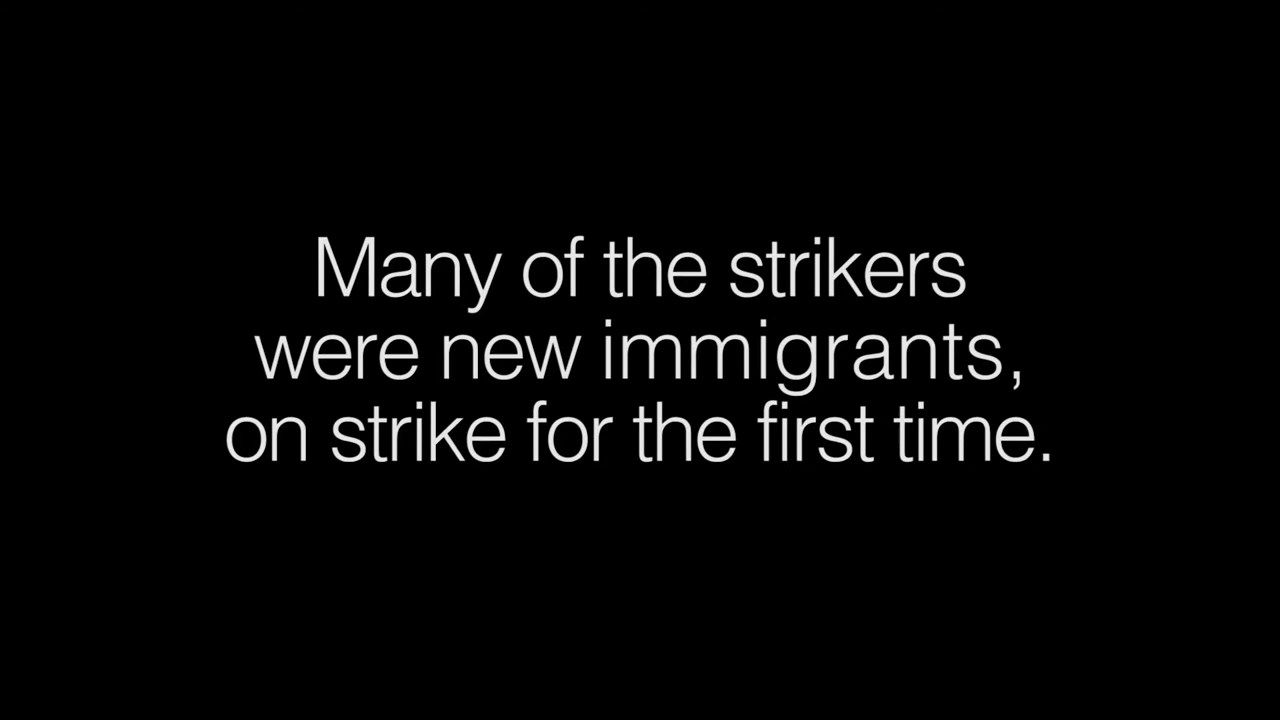 Many of the strikers
were new immigrants,
on strike for the first time.